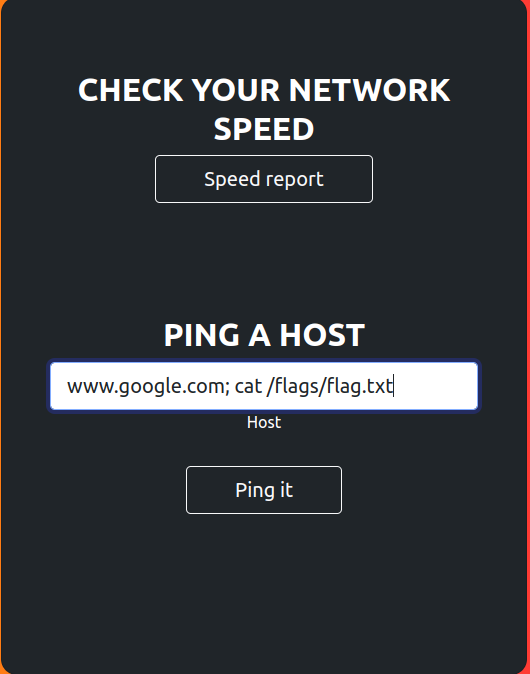 CHECK YOUR NETWORK
SPEED
Speed report
PING A HOST
www.google.com; cat /flags/flag.txt
Host
Ping it